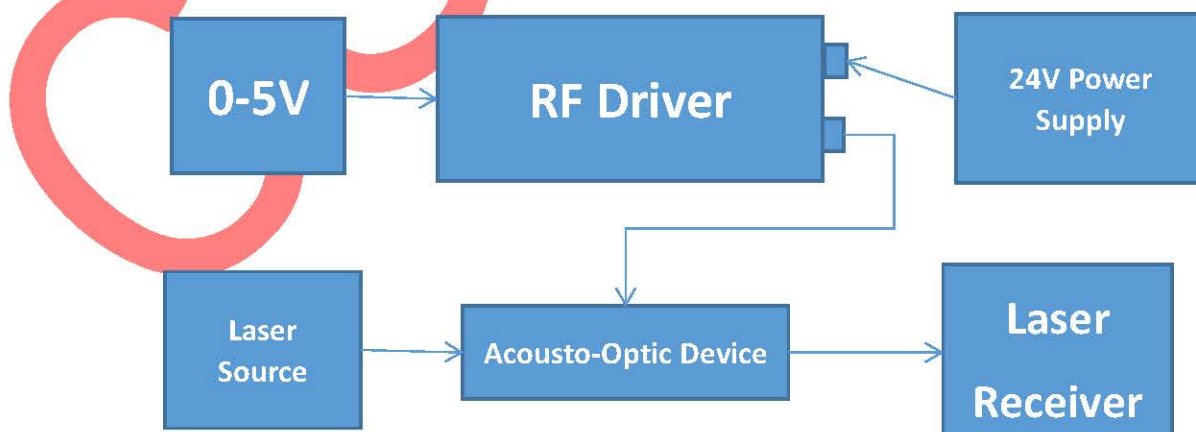 0-5V
RF Driver
24V Power
Supply
Laser
Source
Acousto-Optic Device
Laser
Receiver